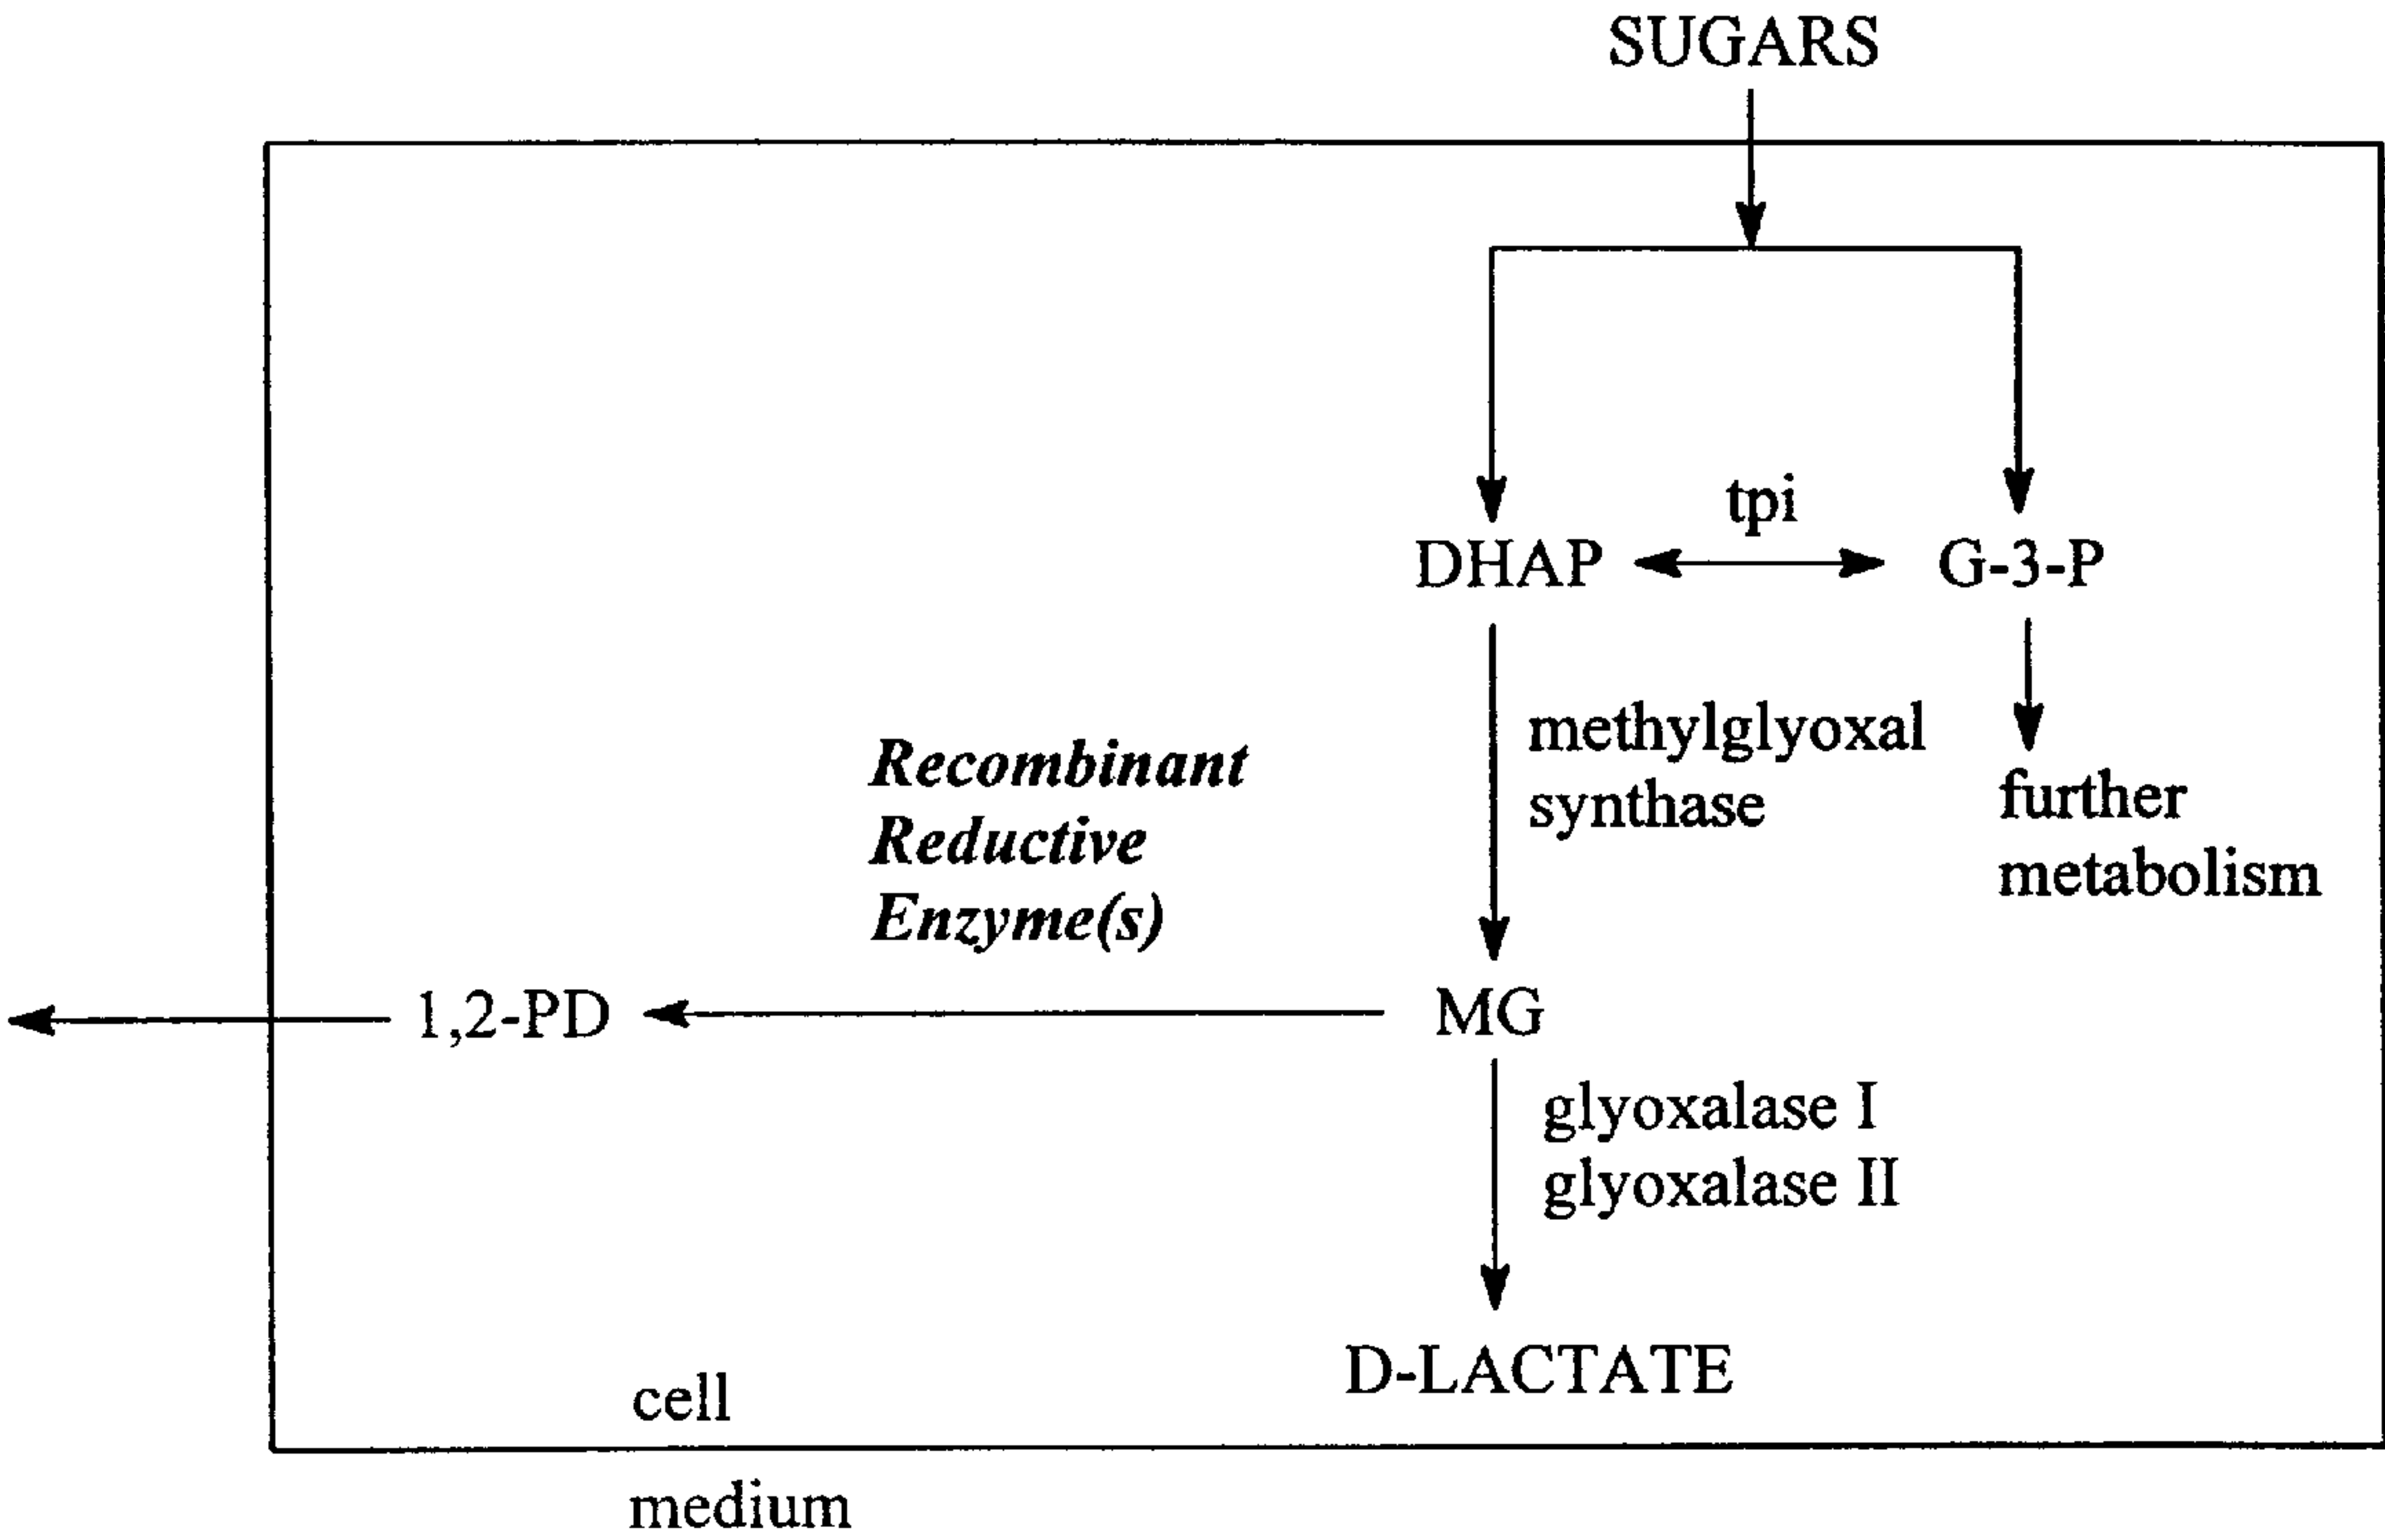 SUGARS
tpi
DHAP
G-3-P
methylglyoxal
synthase
further
metabolism
Recombinant
Reductive
Enzyme(s)
1,2-PD
MG
glyoxalase I
glyoxalase II
D-LACTATE
cell
medium